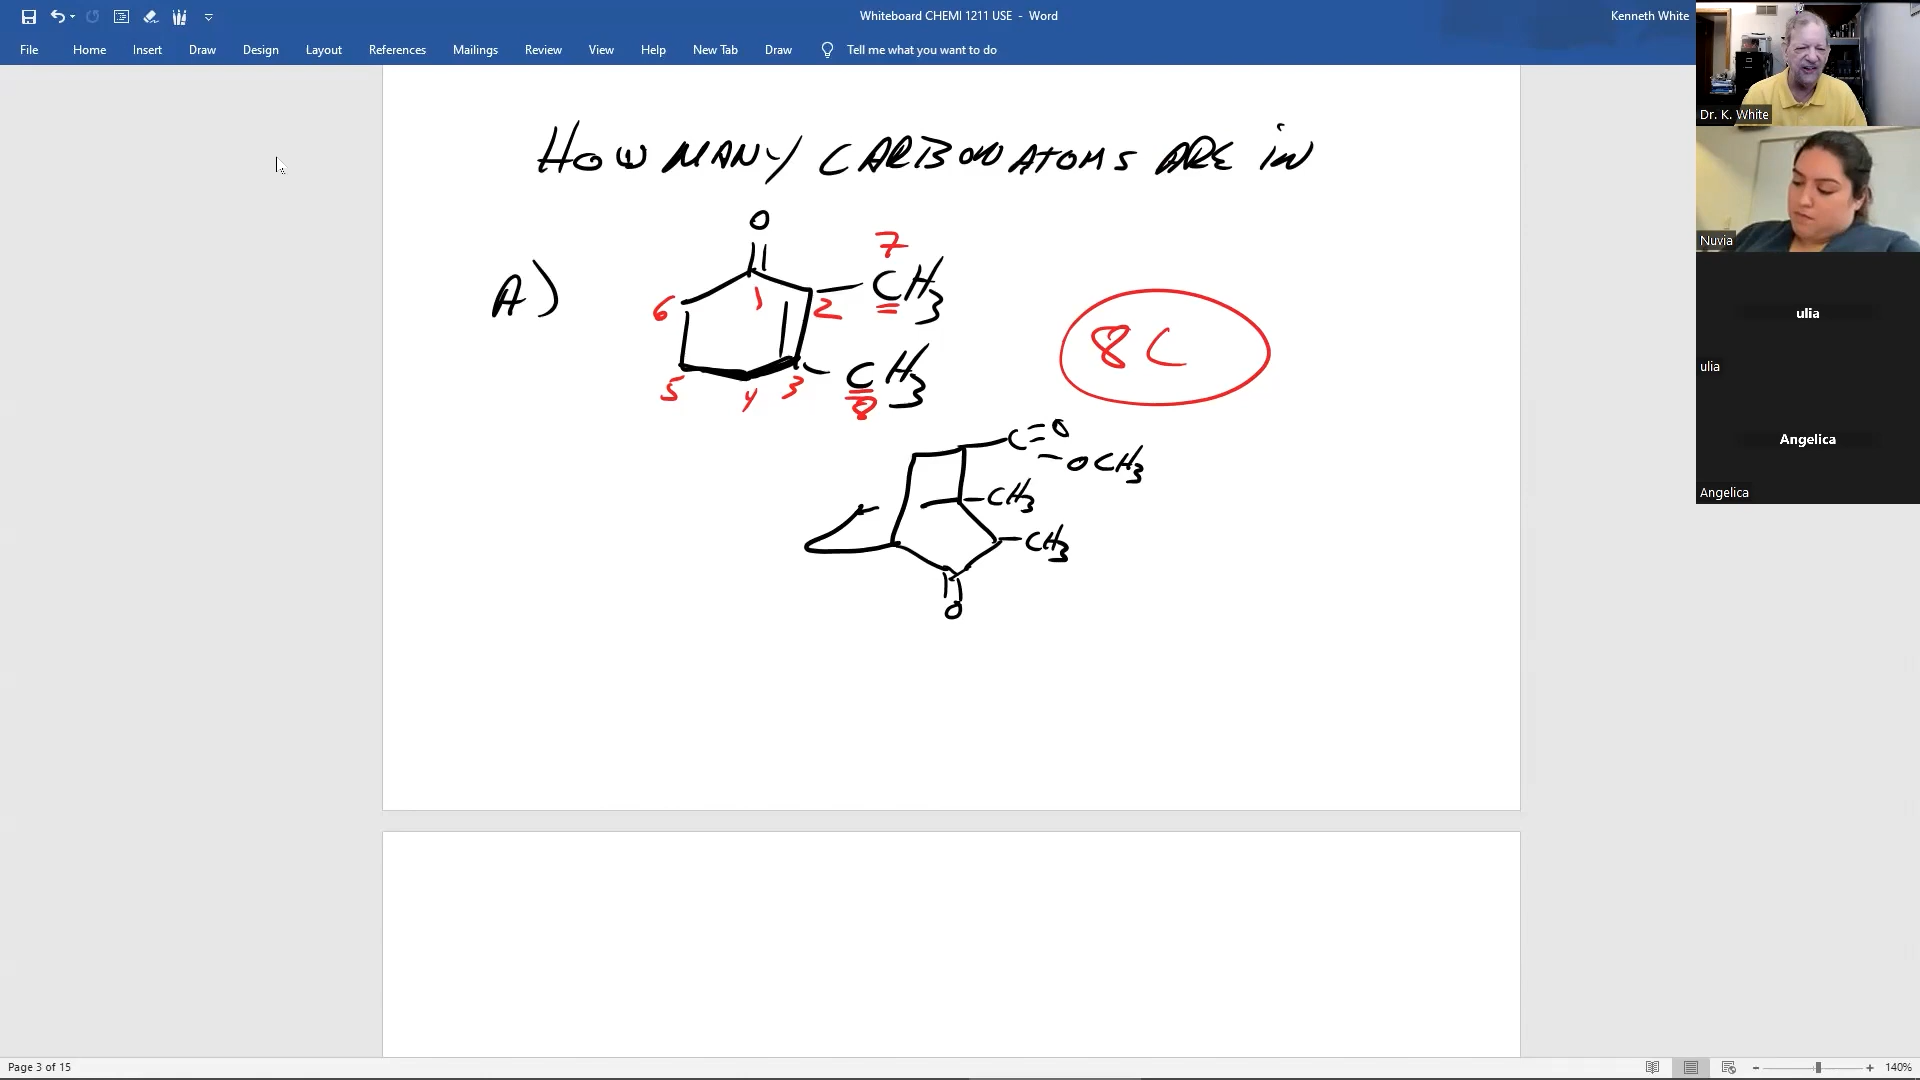 Whiteboard CHEMI 1211 USE - Word
Kenneth White
File Home Insert Draw Design Layout References Mailings Review View Help New Tab Draw Tell me what you want to do
Dr. K. White
Nuvia
ulia
ulia
Angelica
Angelica
HOW MANY CARBON ATOMS ARE IN
O
A)
7
CH3
6 1 2
8C
5 4 3
CH3
8
C=O
-OCH3
-CH3
-CH3
O
Page 3 of 15
140%